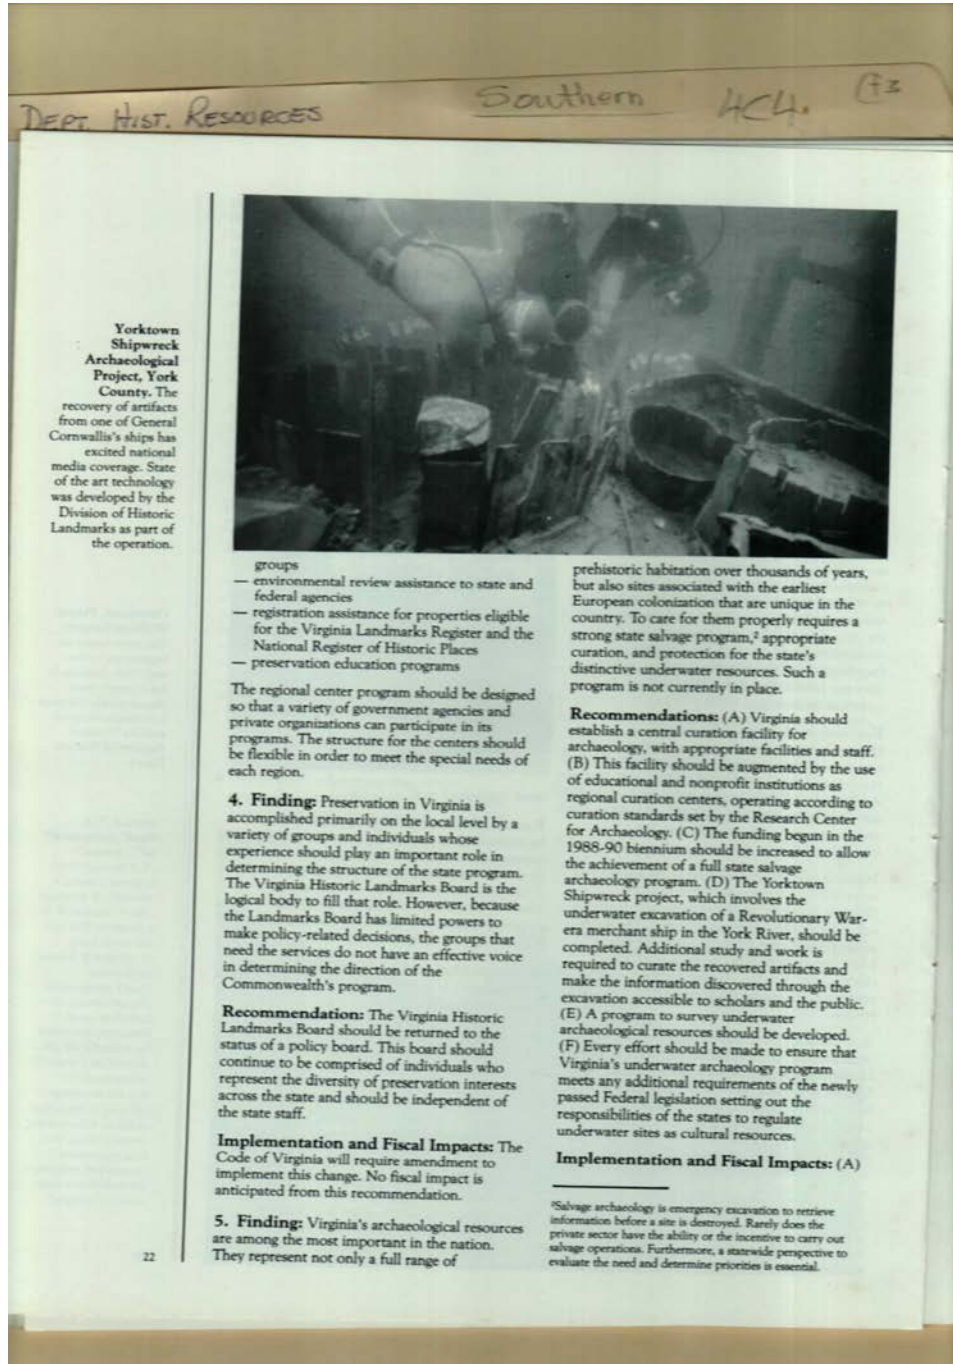 DEPT. HIST. RESOURCES
Southern
4C4.
Yorktown
Shipwreck
Archaeological
Project, York
County. The
recovery of artifacts
from one of General
Cornwallis's ships has
excited national
media coverage. State
of the art technology
was developed by the
Division of Historic
Landmarks as part of
the operation.
groups
— environmental review assistance to state and
federal agencies
— registration assistance for properties eligible
for the Virginia Landmarks Register and the
National Register of Historic Places
— preservation education programs
The regional center program should be designed
so that a variety of government agencies and
private organizations can participate in its
programs. The structure for the centers should
be flexible in order to meet the special needs of
each region.
4. Finding: Preservation in Virginia is
accomplished primarily on the local level by a
variety of groups and individuals whose
experience should play an important role in
determining the structure of the state program.
The Virginia Historic Landmarks Board is the
logical body to fill that role. However, because
the Landmarks Board has limited powers to
make policy-related decisions, the groups that
need the services do not have an effective voice
in determining the direction of the
Commonwealth's program.
Recommendation: The Virginia Historic
Landmarks Board should be returned to the
status of a policy board. This board should
continue to be comprised of individuals who
represent the diversity of preservation interests
across the state and should be independent of
the state staff.
Implementation and Fiscal Impacts: The
Code of Virginia will require amendment to
implement this change. No fiscal impact is
anticipated from this recommendation.
5. Finding: Virginia's archaeological resources
are among the most important in the nation.
They represent not only a full range of
prehistoric habitation over thousands of years,
but also sites associated with the earliest
European colonization that are unique in the
country. To care for them properly requires a
strong state salvage program,² appropriate
curation, and protection for the state's
distinctive underwater resources. Such a
program is not currently in place.
Recommendations: (A) Virginia should
establish a central curation facility for
archaeology, with appropriate facilities and staff.
(B) This facility should be augmented by the use
of educational and nonprofit institutions as
regional curation centers, operating according to
curation standards set by the Research Center
for Archaeology. (C) The funding begun in the
1988-90 biennium should be increased to allow
the achievement of a full state salvage
archaeology program. (D) The Yorktown
Shipwreck project, which involves the
underwater excavation of a Revolutionary War-
era merchant ship in the York River, should be
completed. Additional study and work is
required to curate the recovered artifacts and
make the information discovered through the
excavation accessible to scholars and the public.
(E) A program to survey underwater
archaeological resources should be developed.
(F) Every effort should be made to ensure that
Virginia's underwater archaeology program
meets any additional requirements of the newly
passed Federal legislation setting out the
responsibilities of the states to regulate
underwater sites as cultural resources.
Implementation and Fiscal Impacts: (A)
²Salvage archaeology is emergency excavation to retrieve
information before a site is destroyed. Rarely does the
private sector have the ability or the incentive to carry out
salvage operations. Furthermore, a statewide perspective to
evaluate the need and determine priorities is essential.
22